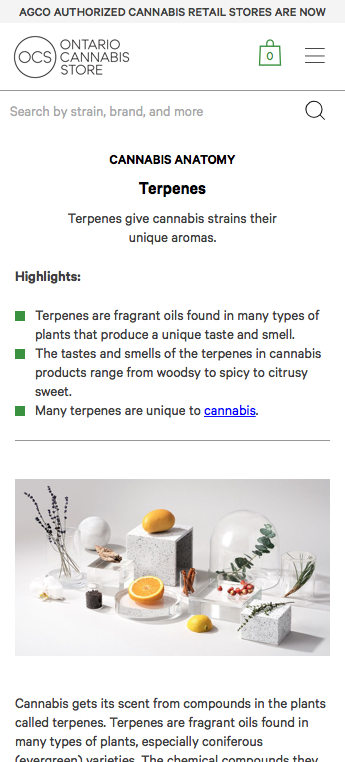 AGCO AUTHORIZED CANNABIS RETAIL STORES ARE NOW
OCS
ONTARIO
CANNABIS
STORE
0
Search by strain, brand, and more
CANNABIS ANATOMY
Terpenes
Terpenes give cannabis strains their
unique aromas.
Highlights:
Terpenes are fragrant oils found in many types of
plants that produce a unique taste and smell.
The tastes and smells of the terpenes in cannabis
products range from woodsy to spicy to citrusy
sweet.
Many terpenes are unique to cannabis.
Cannabis gets its scent from compounds in the plants
called terpenes. Terpenes are fragrant oils found in
many types of plants, especially coniferous
(evergreen) varieties. The chemical compounds they